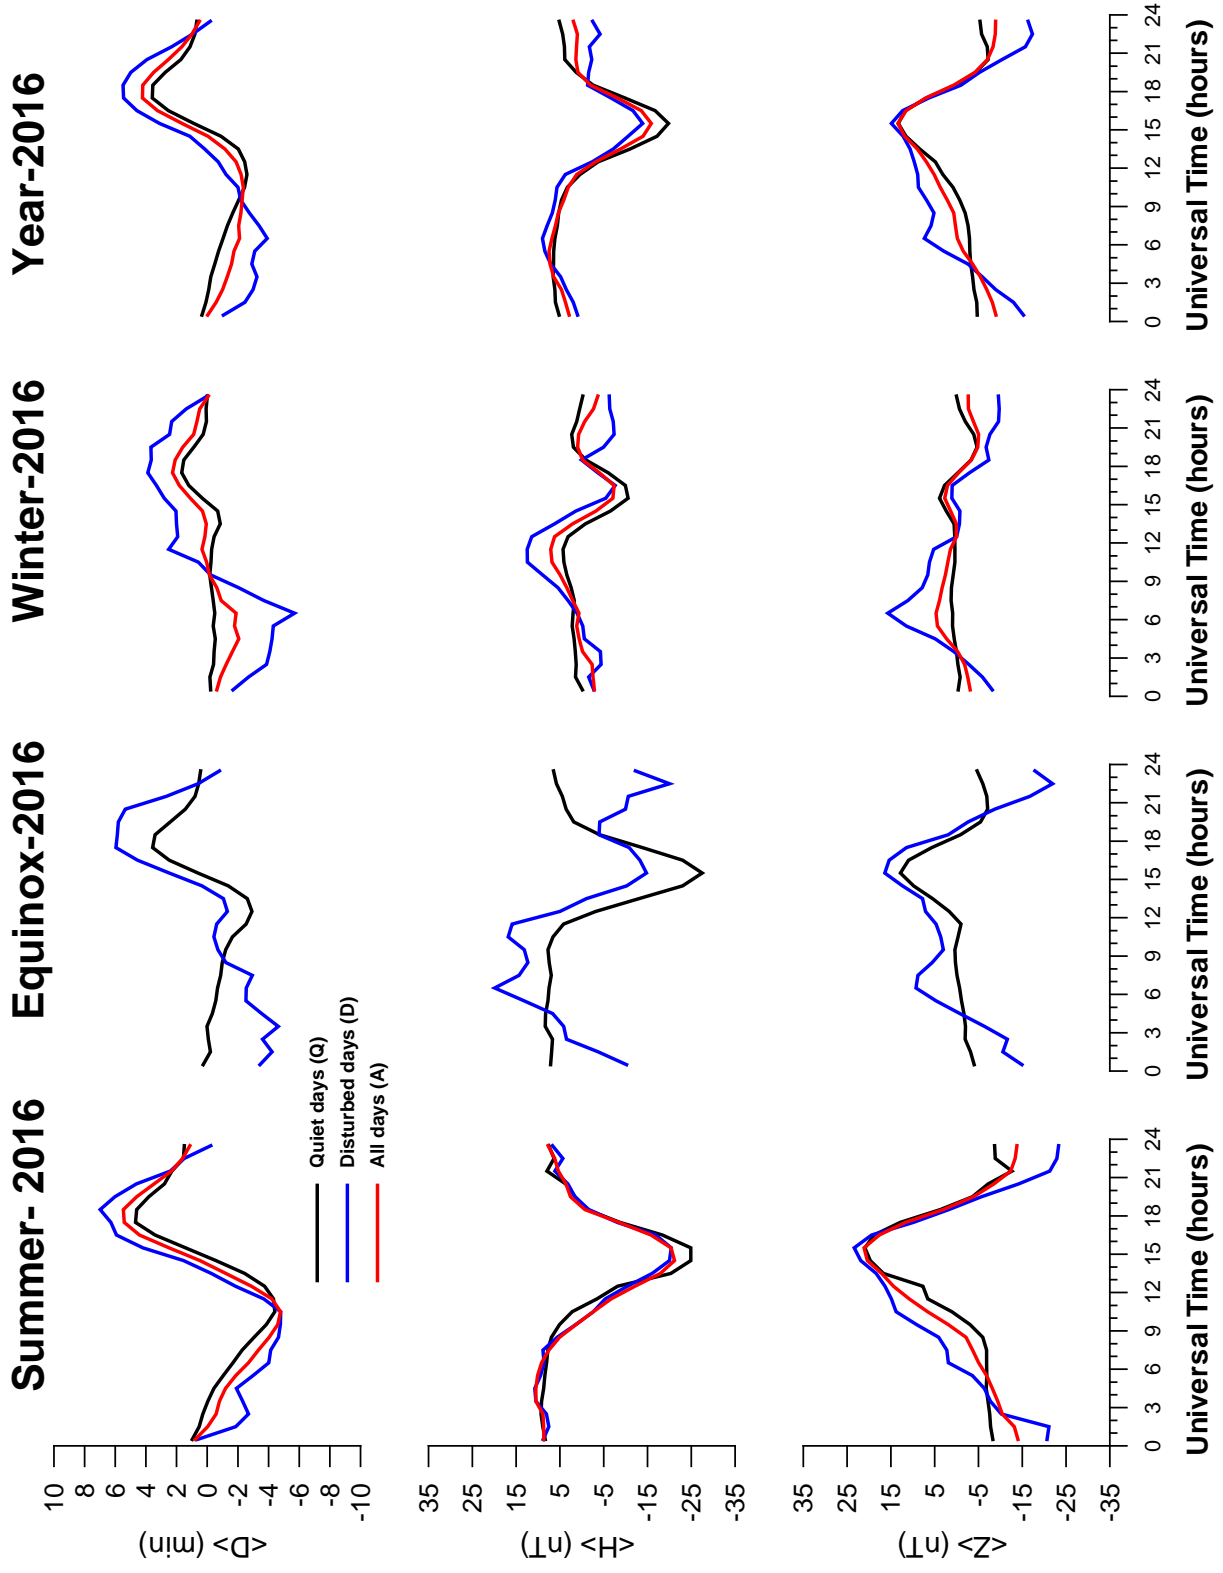 Summer- 2016
Equinox-2016
Winter-2016
Year-2016
10
8
6
4
2
0
-2
-4
-6
-8
-10
<D> (min)
Quiet days (Q)
Disturbed days (D)
All days (A)
35
25
15
5
-5
-15
-25
-35
<H> (nT)
35
25
15
5
-5
-15
-25
-35
<Z> (nT)
0 3 6 9 12 15 18 21 24
0 3 6 9 12 15 18 21 24
0 3 6 9 12 15 18 21 24
0 3 6 9 12 15 18 21 24
Universal Time (hours)
Universal Time (hours)
Universal Time (hours)
Universal Time (hours)